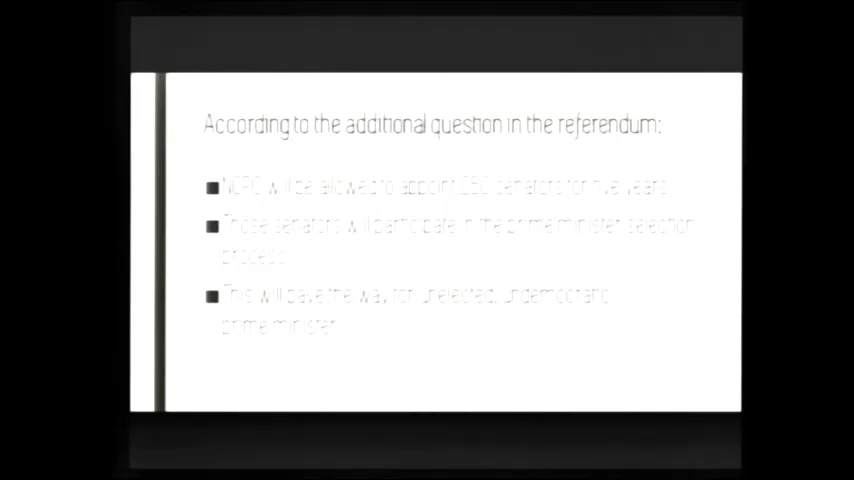 According to the additional question in the referendum:
NCPO will be allowed to appoint 250 senators for five years
Those senators will participate in the prime minister selection
process
This will pave the way for unelected, undemocratic
prime minister